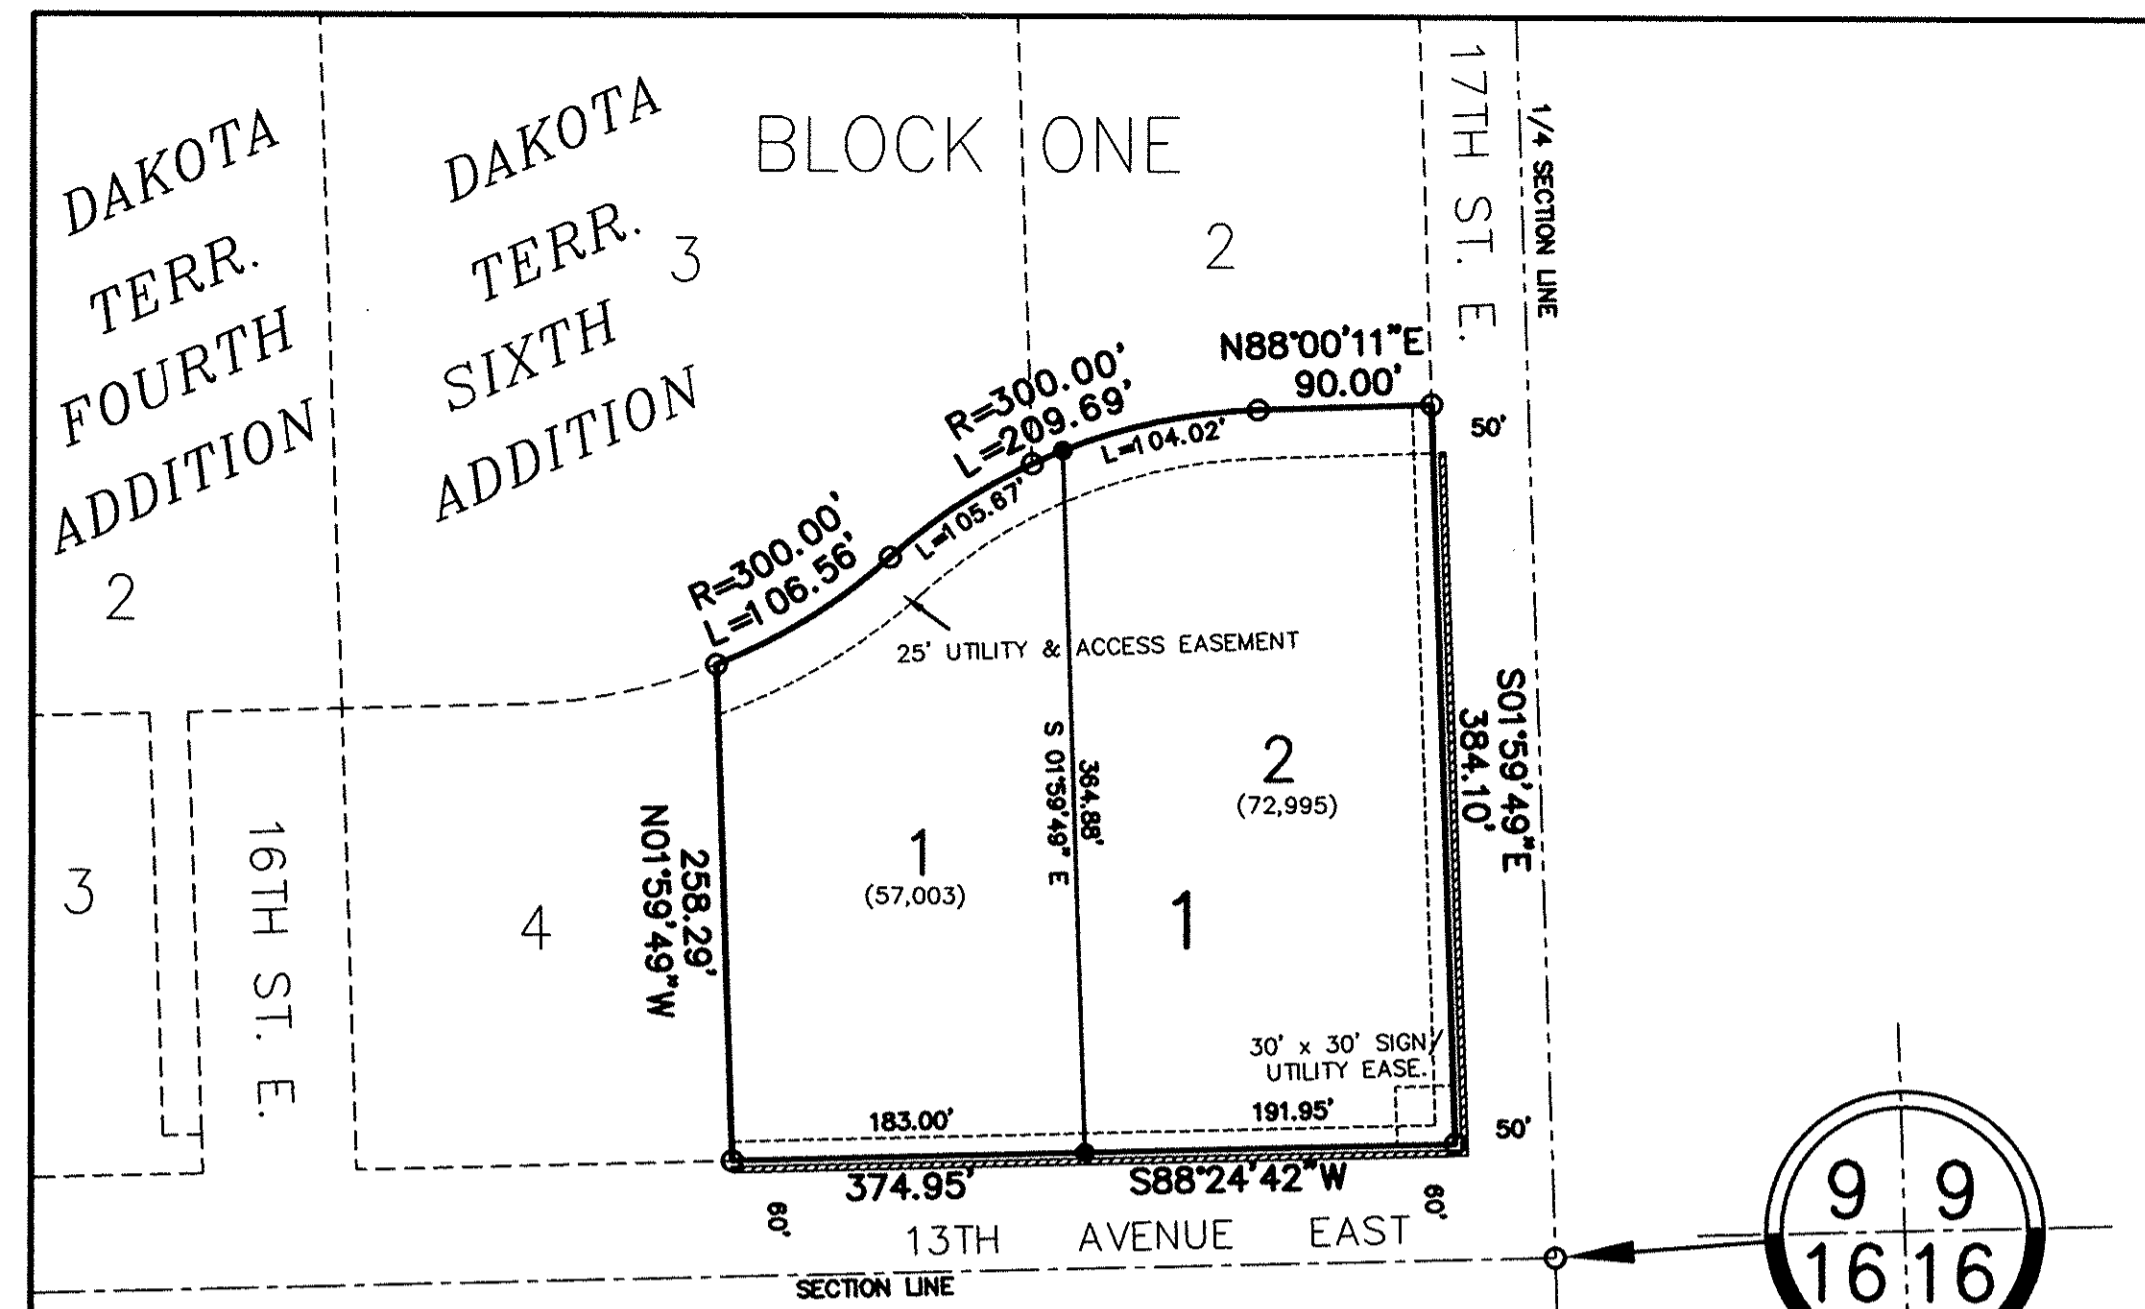 DAKOTA
TERR.
FOURTH
ADDITION
2
DAKOTA
TERR.
SIXTH
ADDITION
3
BLOCK ONE
2
17TH ST. E.
1/4 SECTION LINE
N88°00'11"E
90.00'
R=300.00'
L=209.69'
L=104.02'
50'
R=300.00'
L=106.56'
L=105.67'
25' UTILITY & ACCESS EASEMENT
S01°59'49"E
384.10'
S 01°59'49" E
364.88'
2
(72,995)
1
(57,003)
1
N01°59'49"W
258.29'
3
16TH ST. E.
4
30' x 30' SIGN
UTILITY EASE.
183.00'
191.95'
50'
374.95'
S88°24'42"W
60'
60'
13TH AVENUE EAST
SECTION LINE
9 9
16 16